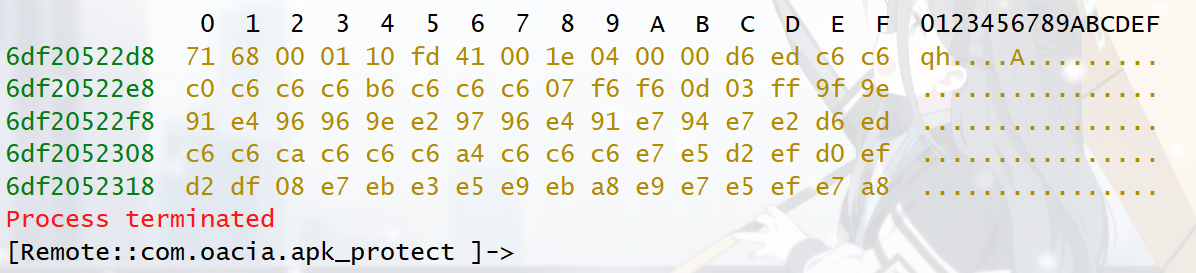 0 1 2 3 4 5 6 7 8 9 A B C D E F 0123456789ABCDEF
6df20522d8 71 68 00 01 10 fd 41 00 1e 04 00 00 d6 ed c6 c6 qh....A.........
6df20522e8 c0 c6 c6 c6 b6 c6 c6 c6 07 f6 f6 0d 03 ff 9f 9e ................
6df20522f8 91 e4 96 96 9e e2 97 96 e4 91 e7 94 e7 e2 d6 ed ................
6df2052308 c6 c6 ca c6 c6 c6 a4 c6 c6 c6 e7 e5 d2 ef d0 ef ................
6df2052318 d2 df 08 e7 eb e3 e5 e9 eb a8 e9 e7 e5 ef e7 a8 ................
Process terminated
[Remote::com.oacia.apk_protect ]->